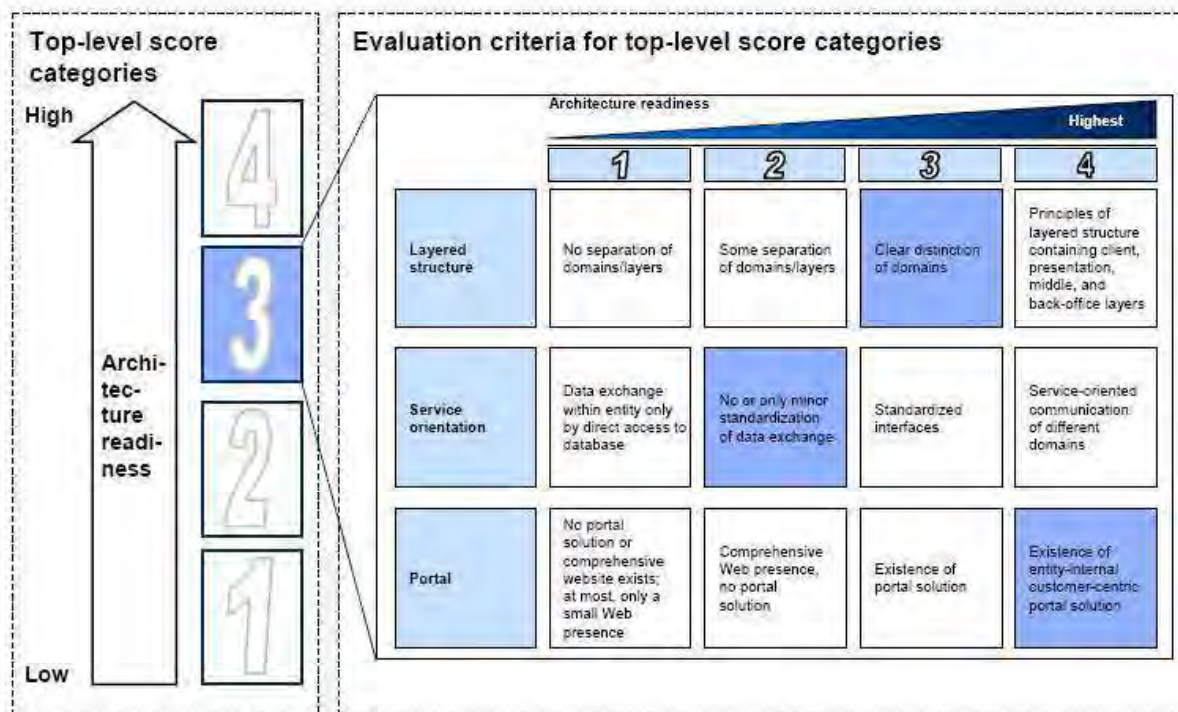 Top-level score
categories
High
4
3
2
1
Archi-
tec-
ture
readi-
ness
Low
Evaluation criteria for top-level score categories
Architecture readiness
Highest
1
2
3
4
Layered
structure
No separation of
domains/layers
Some separation
of domains/layers
Clear distinction
of domains
Principles of
layered structure
containing client,
presentation,
middle, and
back-office layers
Service
orientation
Data exchange
within entity only
by direct access to
database
No or only minor
standardization
of data exchange
Standardized
interfaces
Service-oriented
communication
of different
domains
Portal
No portal
solution or
comprehensive
website exists;
at most, only a
small Web
presence
Comprehensive
Web presence,
no portal
solution
Existence of
portal solution
Existence of
entity-internal
customer-centric
portal solution